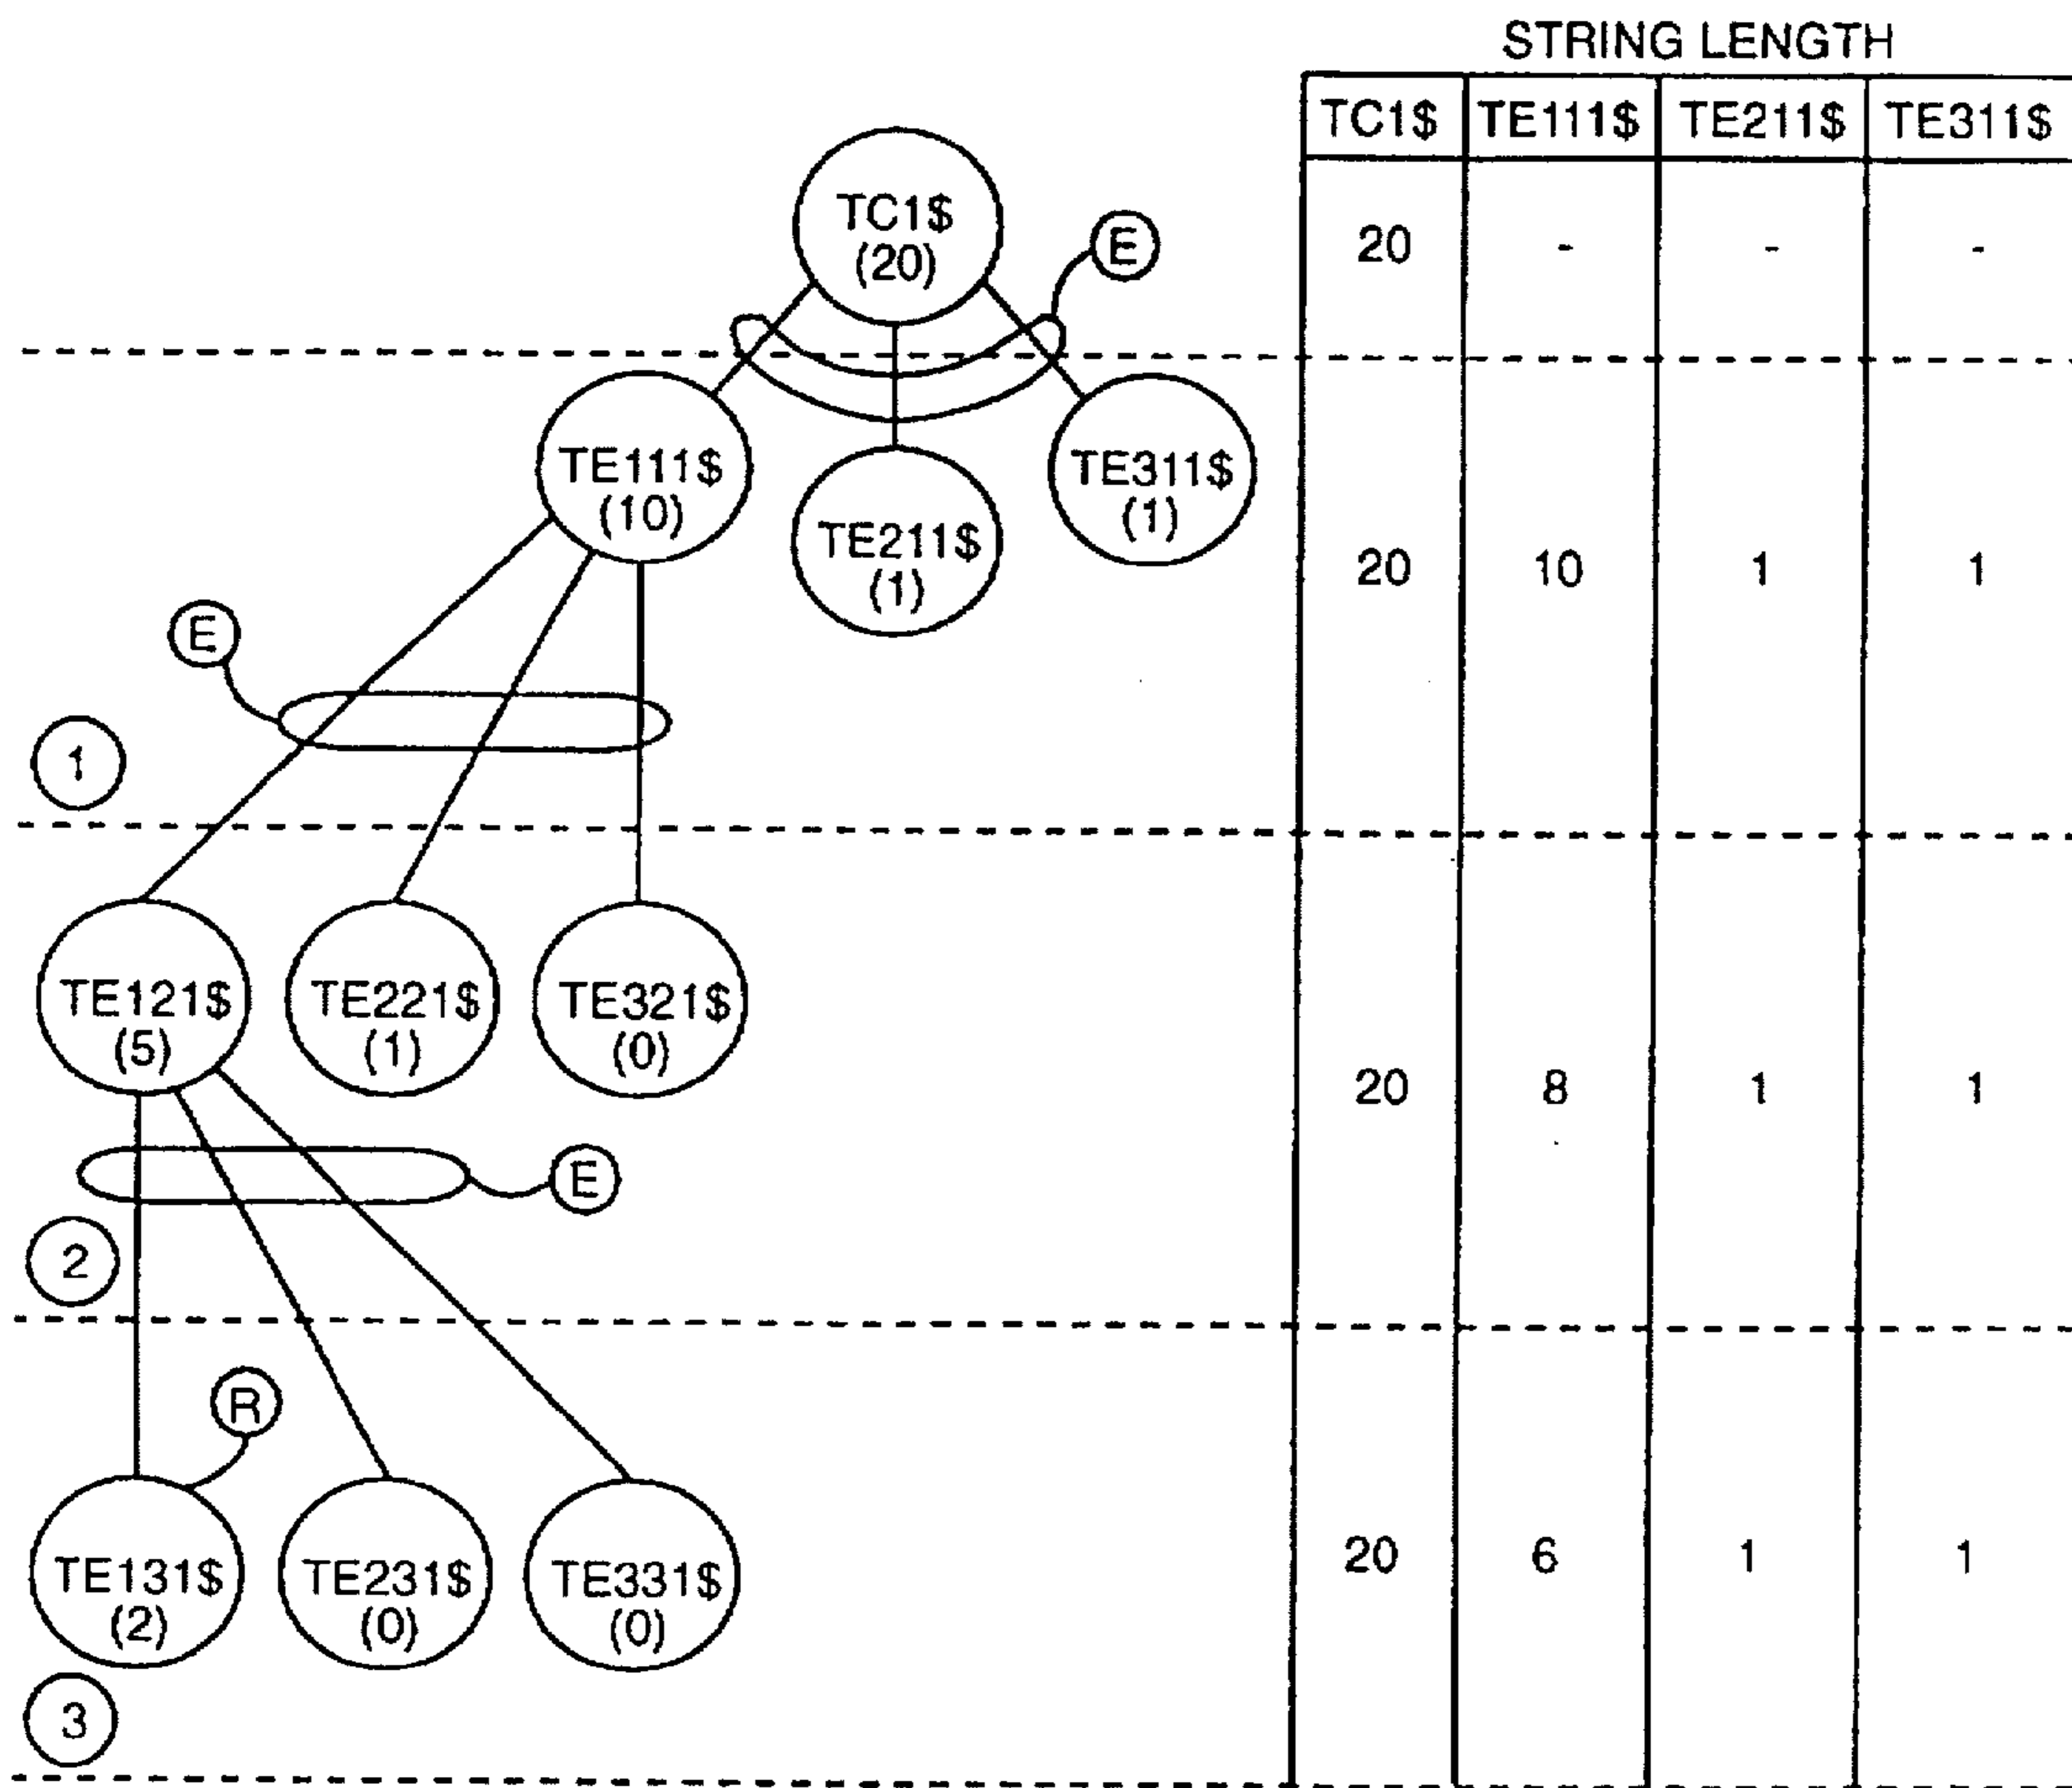 STRING LENGTH
TC1$ TE111$ TE211$ TE311$
TC1$
(20)
E
20 - - -
TE111$
(10)
TE211$
(1)
TE311$
(1)
20 10 1 1
E
1
TE121$
(5)
TE221$
(1)
TE321$
(0)
20 8 1 1
E
2
R
TE131$
(2)
TE231$
(0)
TE331$
(0)
20 6 1 1
3